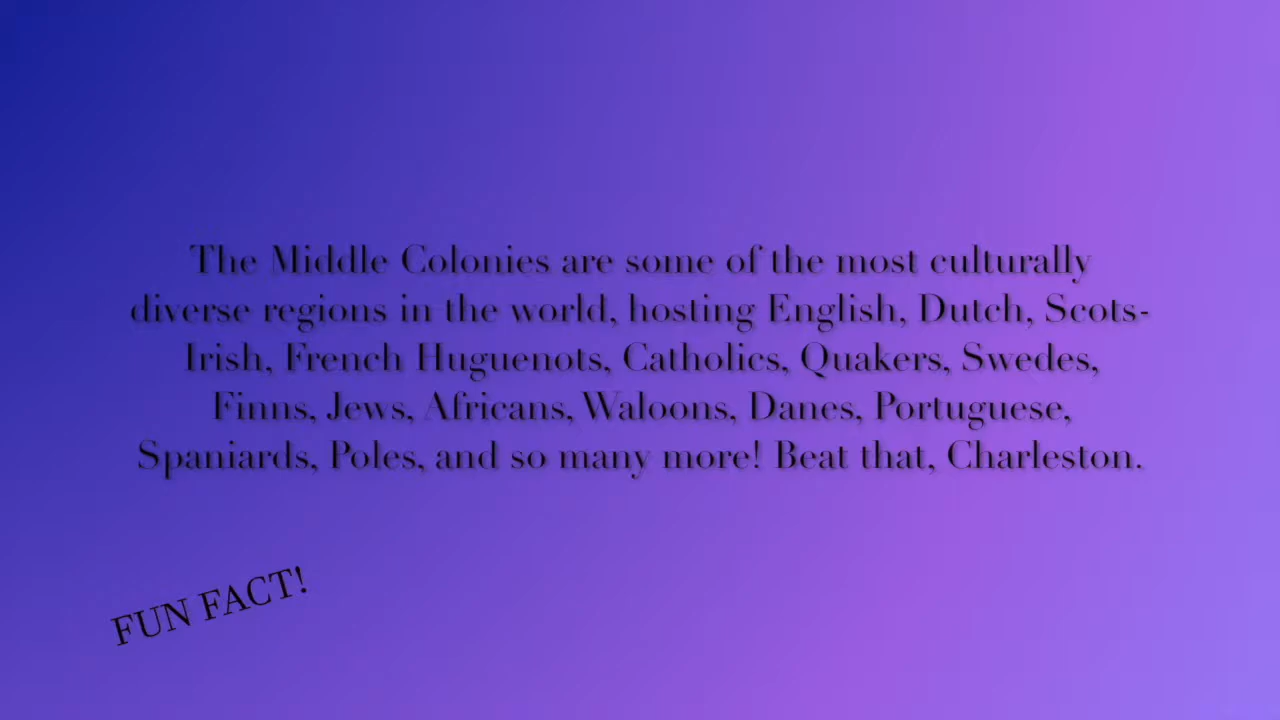 The Middle Colonies are some of the most culturally
diverse regions in the world, hosting English, Dutch, Scots-
Irish, French Huguenots, Catholics, Quakers, Swedes,
Finns, Jews, Africans, Waloons, Danes, Portuguese,
Spaniards, Poles, and so many more! Beat that, Charleston.
FUN FACT!